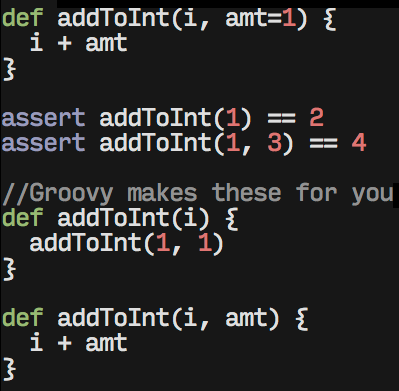 def addToInt(i, amt=1) {
  i + amt
}

assert addToInt(1) == 2
assert addToInt(1, 3) == 4

//Groovy makes these for you
def addToInt(i) {
  addToInt(1, 1)
}

def addToInt(i, amt) {
  i + amt
}